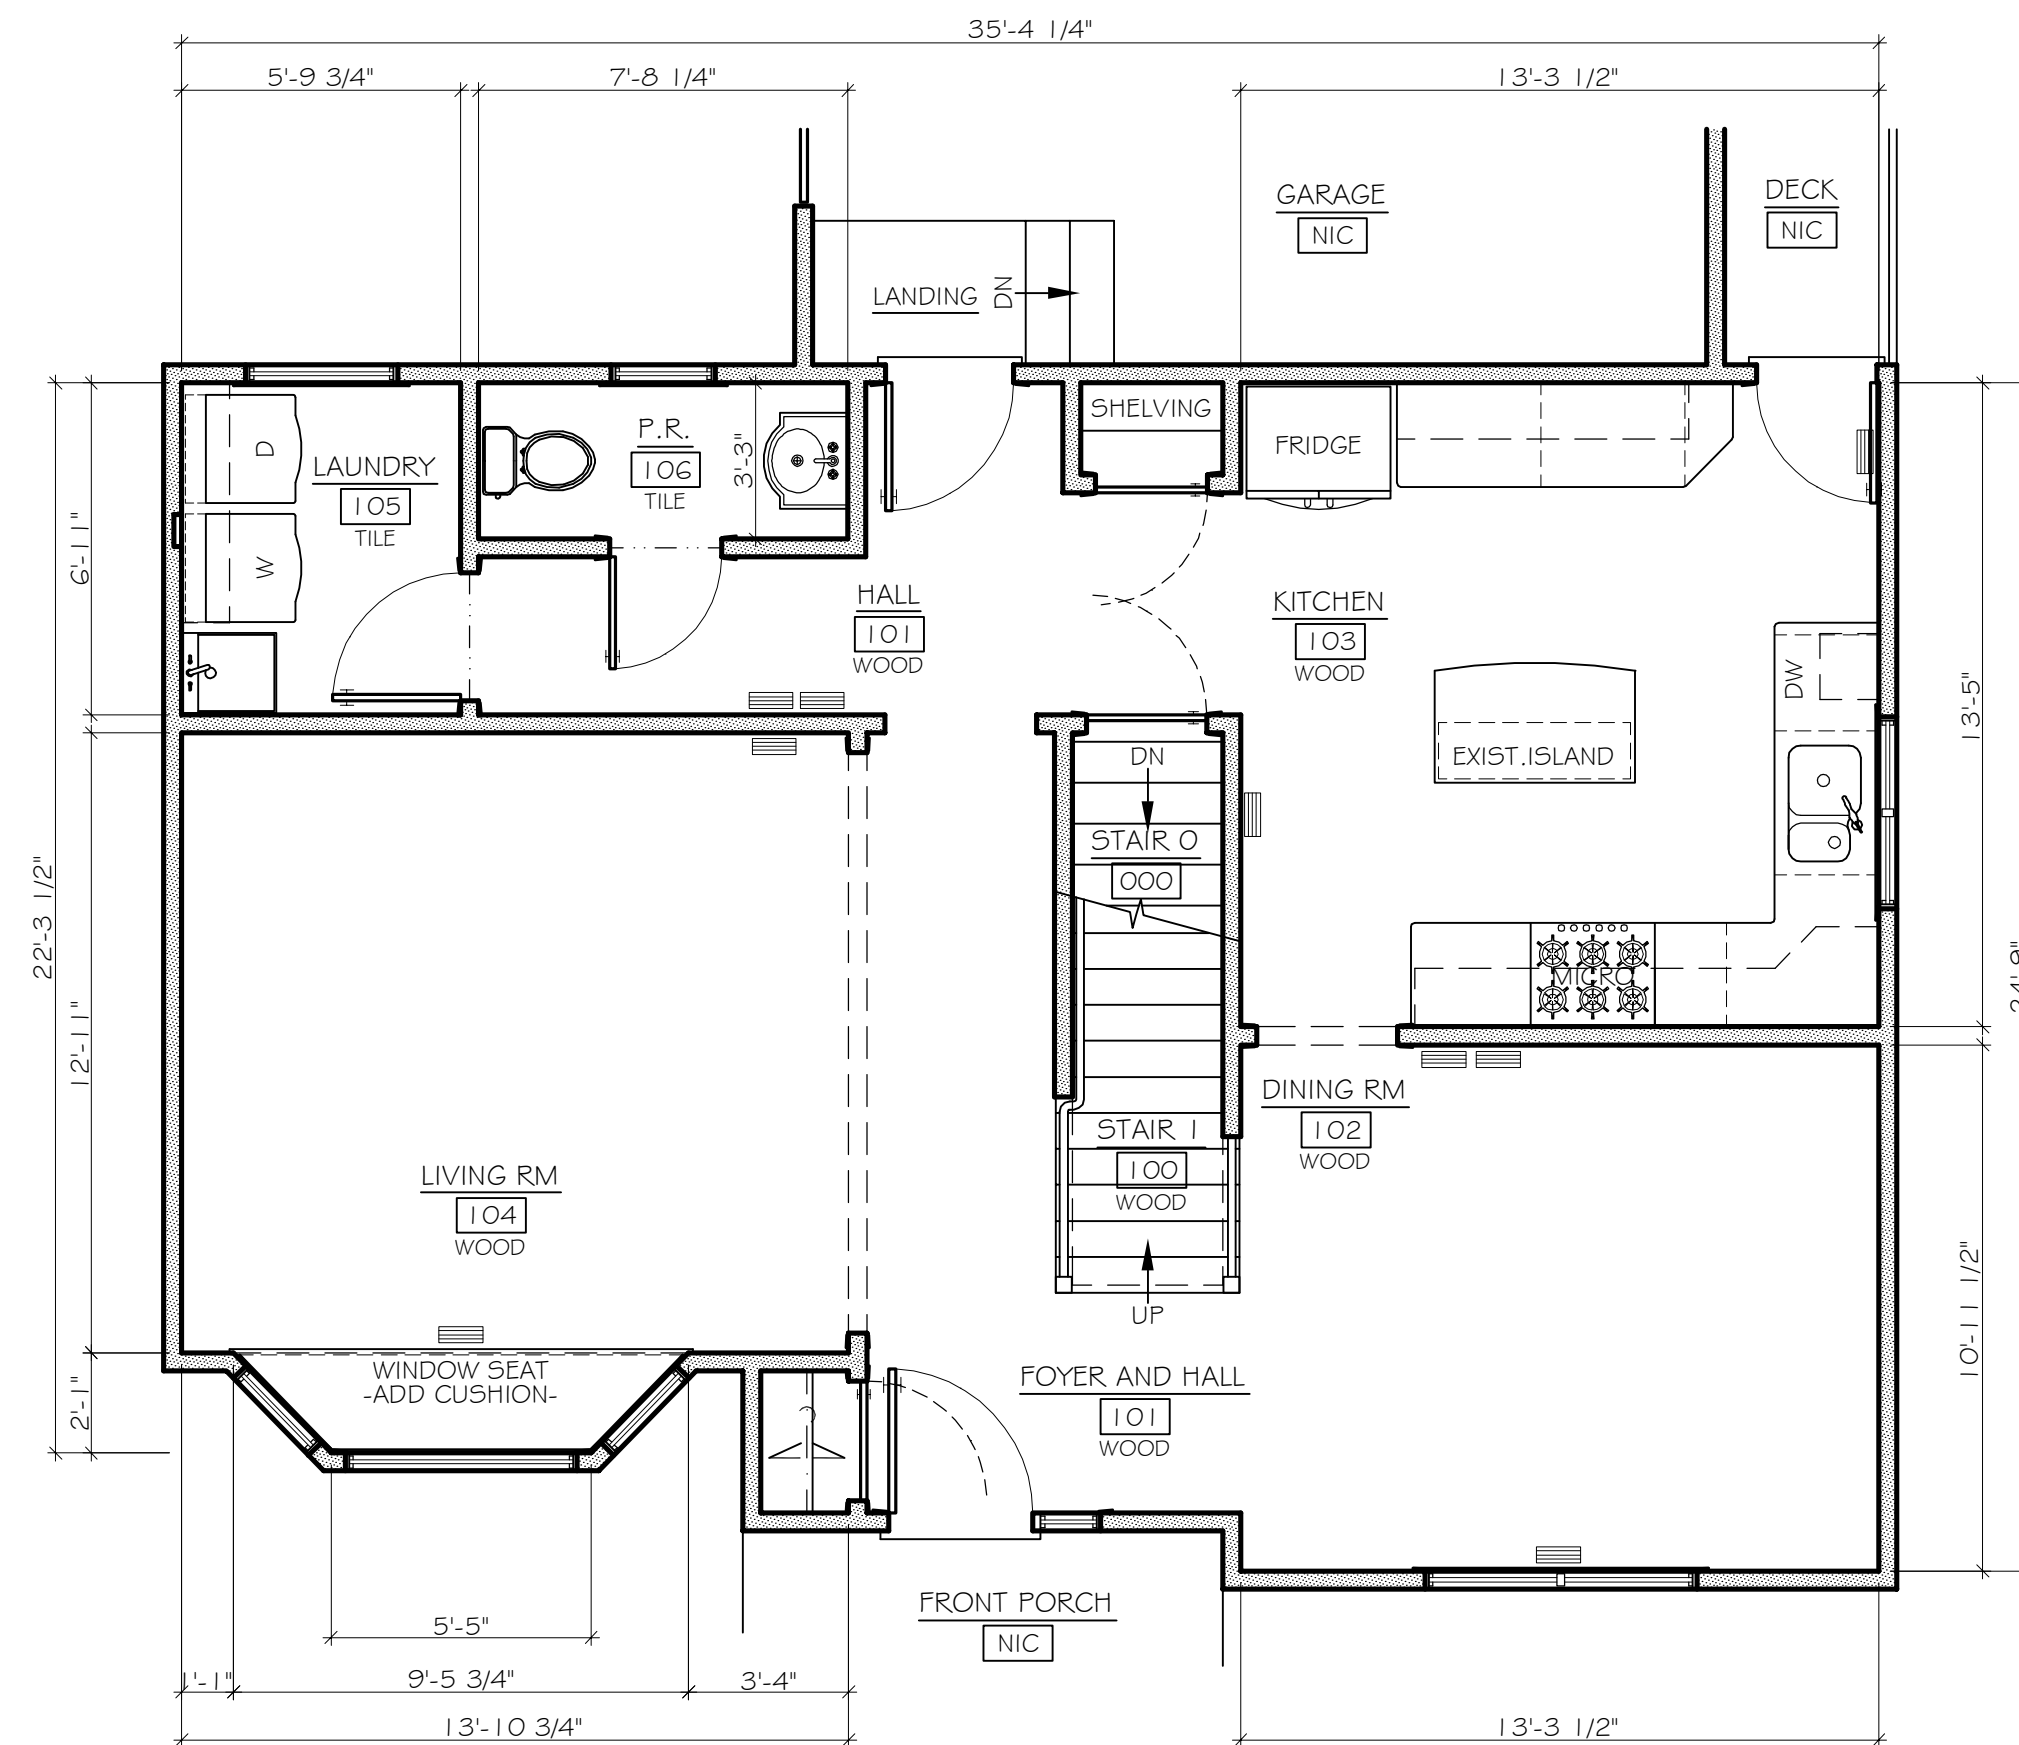 35'-4 1/4"
5'-9 3/4"
7'-8 1/4"
13'-3 1/2"
GARAGE
NIC
DECK
NIC
LANDING
DN
SHELVING
FRIDGE
D
LAUNDRY
105
TILE
W
P.R.
106
TILE
3'-3"
6'-11"
HALL
101
WOOD
KITCHEN
103
WOOD
DW
EXIST.ISLAND
13'-5"
DN
STAIR 0
000
22'-3 1/2"
12'-11"
MICRO
24'-9"
STAIR 1
100
WOOD
UP
DINING RM
102
WOOD
LIVING RM
104
WOOD
10'-11 1/2"
WINDOW SEAT
-ADD CUSHION-
2'-1"
FOYER AND HALL
101
WOOD
FRONT PORCH
NIC
5'-5"
1'-1"
9'-5 3/4"
3'-4"
13'-10 3/4"
13'-3 1/2"